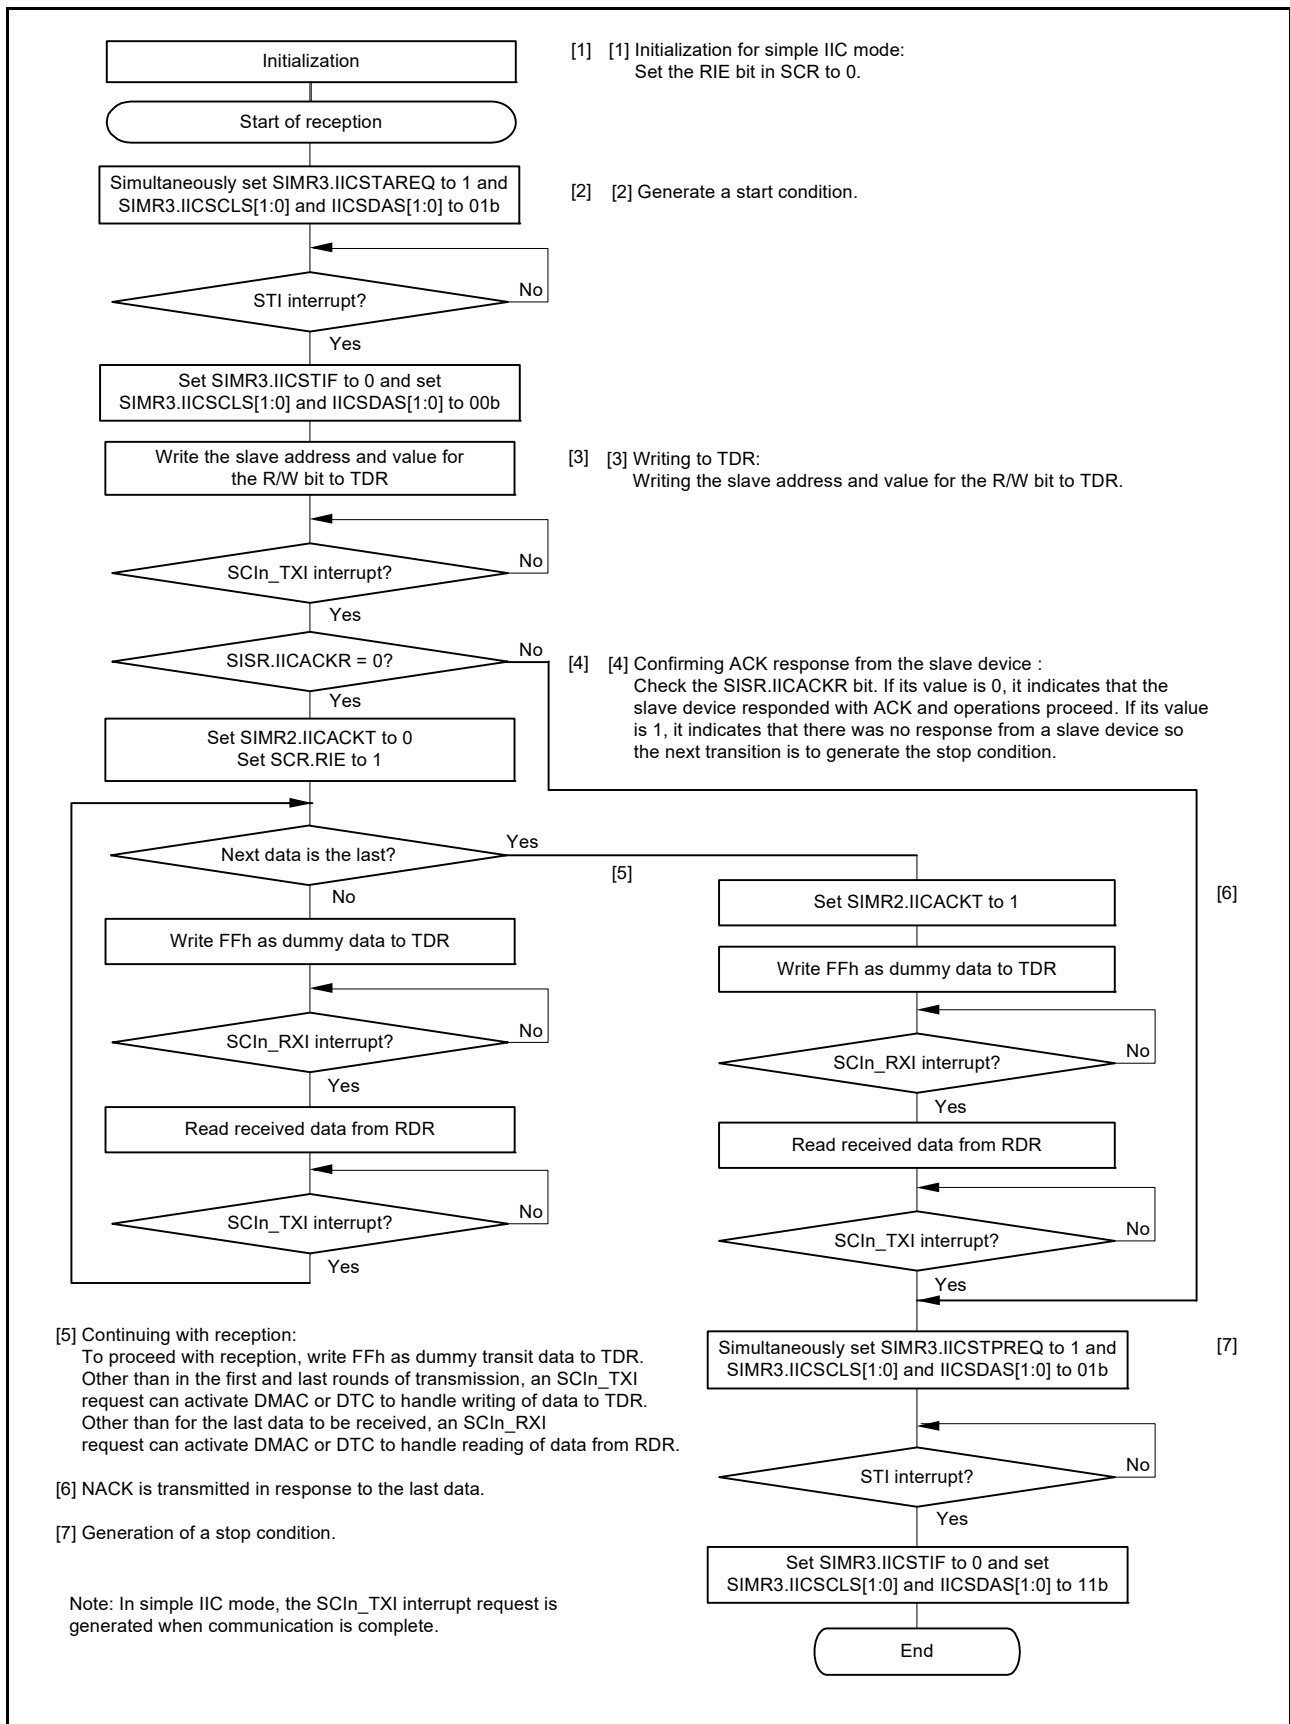 Initialization
[1] [1] Initialization for simple IIC mode:
Set the RIE bit in SCR to 0.
Start of reception
Simultaneously set SIMR3.IICSTAREQ to 1 and
SIMR3.IICSCLS[1:0] and IICSDAS[1:0] to 01b
[2] [2] Generate a start condition.
STI interrupt?
No
Yes
Set SIMR3.IICSTIF to 0 and set
SIMR3.IICSCLS[1:0] and IICSDAS[1:0] to 00b
Write the slave address and value for
the R/W bit to TDR
[3] [3] Writing to TDR:
Writing the slave address and value for the R/W bit to TDR.
SCIn_TXI interrupt?
No
Yes
SISR.IICACKR = 0?
No
Yes
[4] [4] Confirming ACK response from the slave device :
Check the SISR.IICACKR bit. If its value is 0, it indicates that the
slave device responded with ACK and operations proceed. If its value
is 1, it indicates that there was no response from a slave device so
the next transition is to generate the stop condition.
Set SIMR2.IICACKT to 0
Set SCR.RIE to 1
Next data is the last?
Yes
[5]
No
Write FFh as dummy data to TDR
SCIn_RXI interrupt?
No
Yes
Read received data from RDR
SCIn_TXI interrupt?
No
Yes
[6]
Set SIMR2.IICACKT to 1
Write FFh as dummy data to TDR
SCIn_RXI interrupt?
No
Yes
Read received data from RDR
SCIn_TXI interrupt?
No
Yes
Simultaneously set SIMR3.IICSTPREQ to 1 and
SIMR3.IICSCLS[1:0] and IICSDAS[1:0] to 01b
[7]
STI interrupt?
No
Yes
Set SIMR3.IICSTIF to 0 and set
SIMR3.IICSCLS[1:0] and IICSDAS[1:0] to 11b
End
[5] Continuing with reception:
To proceed with reception, write FFh as dummy transit data to TDR.
Other than in the first and last rounds of transmission, an SCIn_TXI
request can activate DMAC or DTC to handle writing of data to TDR.
Other than for the last data to be received, an SCIn_RXI
request can activate DMAC or DTC to handle reading of data from RDR.
[6] NACK is transmitted in response to the last data.
[7] Generation of a stop condition.
Note: In simple IIC mode, the SCIn_TXI interrupt request is
generated when communication is complete.